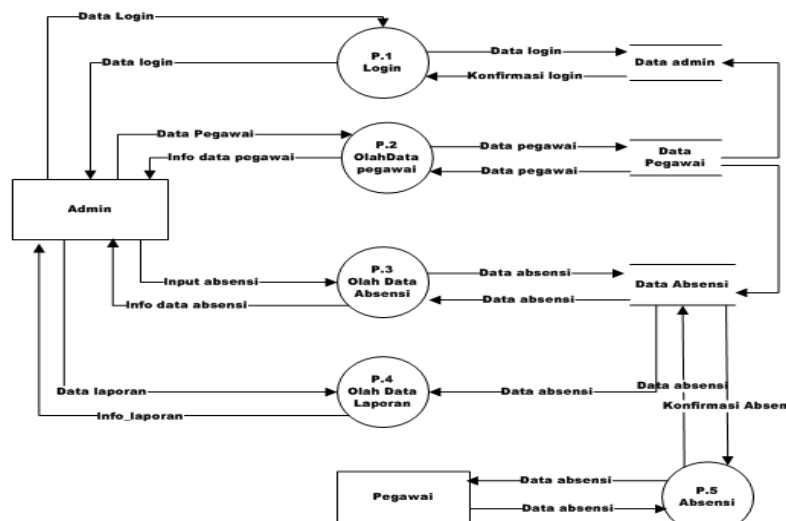 Data Login
P.1
Login
Data login
Data login
Konfirmasi login
Data admin
Data Pegawai
Info data pegawai
P.2
OlahData
pegawai
Data pegawai
Data pegawai
Data
Pegawai
Admin
Input absensi
Info data absensi
P.3
Olah Data
Absensi
Data absensi
Data absensi
Data Absensi
Data laporan
Info_laporan
P.4
Olah Data
Laporan
Data absensi
Data absensi
Konfirmasi Absen
Pegawai
Data absensi
Data absensi
P.5
Absensi